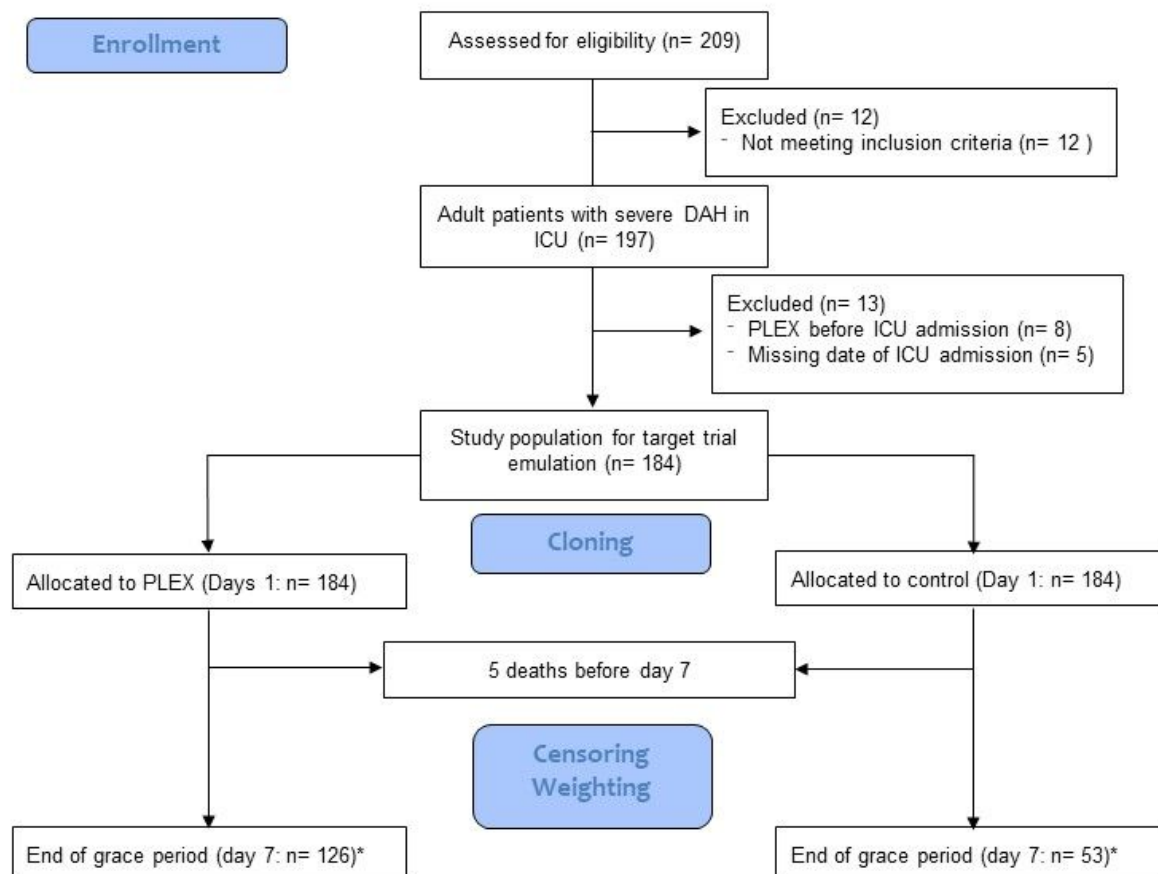 Enrollment
Assessed for eligibility (n= 209)
Excluded (n= 12)
- Not meeting inclusion criteria (n= 12 )
Adult patients with severe DAH in
ICU (n= 197)
Excluded (n= 13)
- PLEX before ICU admission (n= 8)
- Missing date of ICU admission (n= 5)
Study population for target trial
emulation (n= 184)
Cloning
Allocated to PLEX (Days 1: n= 184)
Allocated to control (Day 1: n= 184)
5 deaths before day 7
Censoring
Weighting
End of grace period (day 7: n= 126)*
End of grace period (day 7: n= 53)*